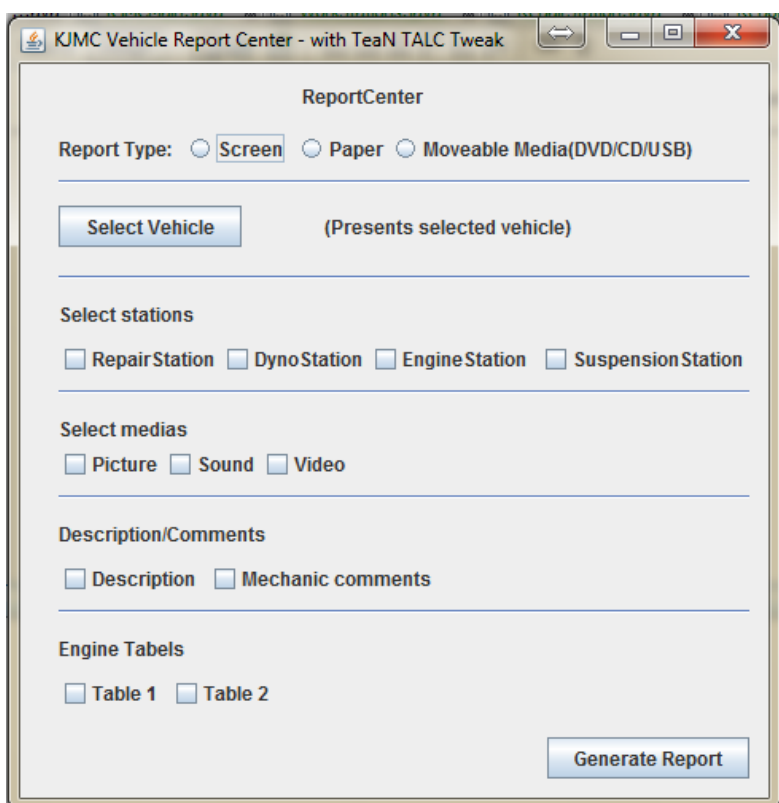 KJMC Vehicle Report Center - with TeaN TALC Tweak
ReportCenter
Report Type: Screen Paper Moveable Media(DVD/CD/USB)
Select Vehicle (Presents selected vehicle)
Select stations
RepairStation DynoStation EngineStation SuspensionStation
Select medias
Picture Sound Video
Description/Comments
Description Mechanic comments
Engine Tabels
Table 1 Table 2
Generate Report